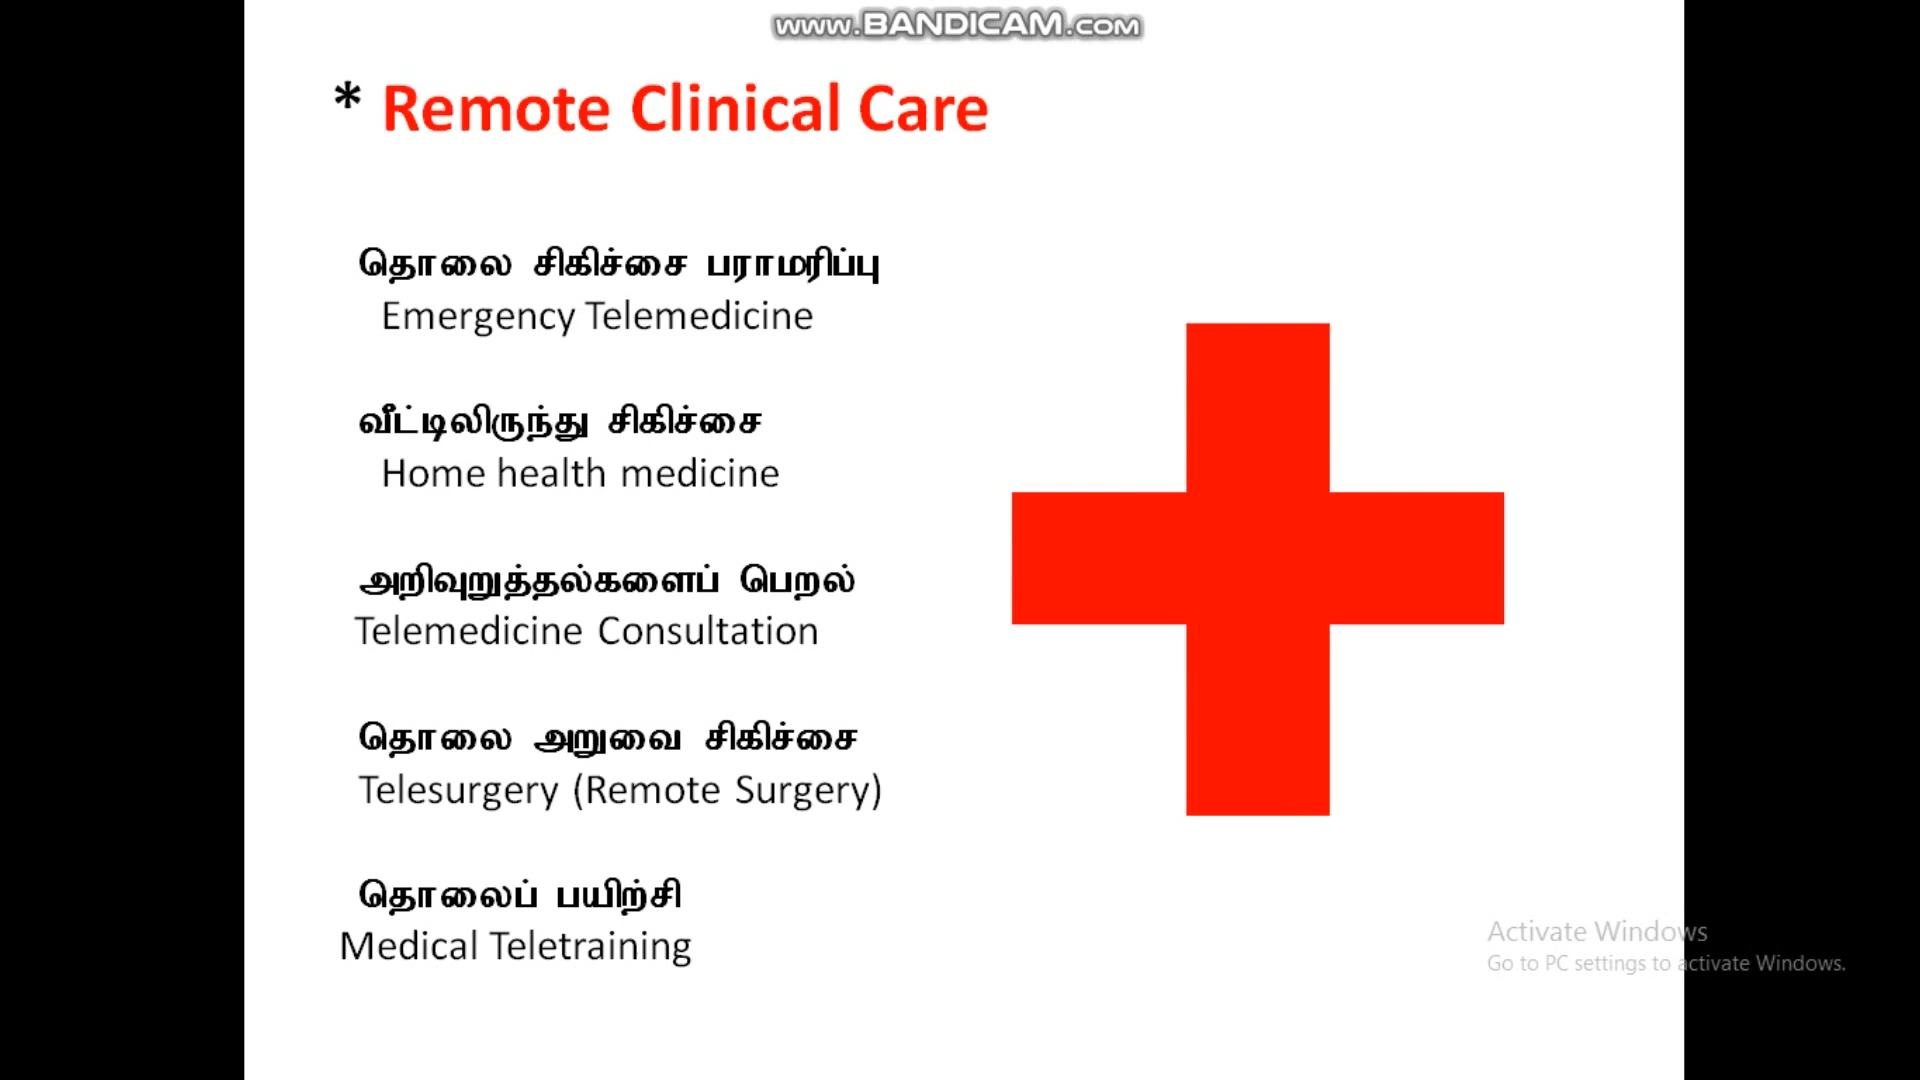 www.BANDICAM.com
* Remote Clinical Care
தொலை சிகிச்சை பராமரிப்பு
Emergency Telemedicine
வீட்டிலிருந்து சிகிச்சை
Home health medicine
அறிவுறுத்தல்களைப் பெறல்
Telemedicine Consultation
தொலை அறுவை சிகிச்சை
Telesurgery (Remote Surgery)
தொலைப் பயிற்சி
Medical Teletraining
Activate Windows
Go to PC settings to activate Windows.